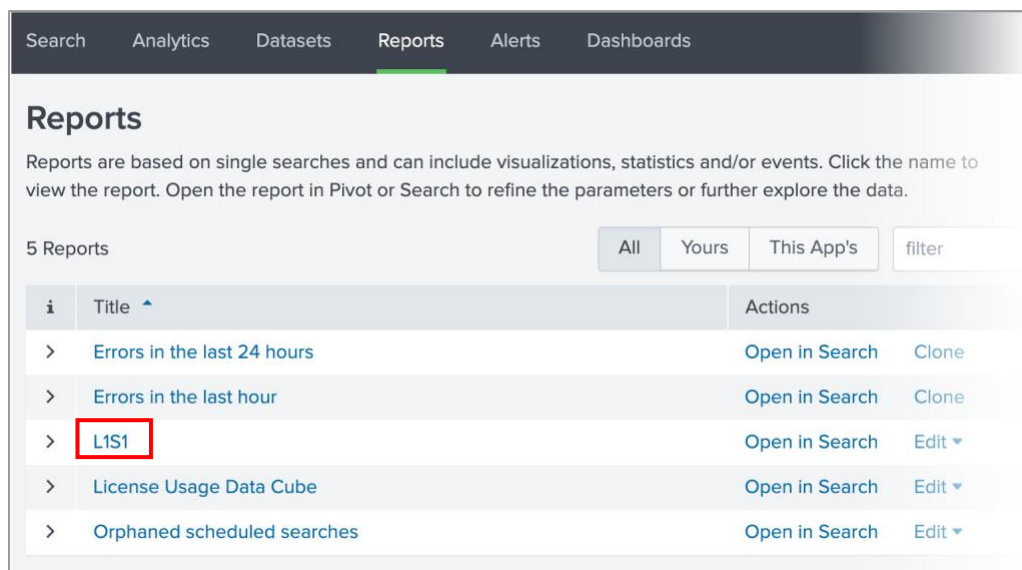 Search Analytics Datasets Reports Alerts Dashboards
Reports
Reports are based on single searches and can include visualizations, statistics and/or events. Click the name to
view the report. Open the report in Pivot or Search to refine the parameters or further explore the data.
5 Reports All Yours This App's filter
i Title Actions
Errors in the last 24 hours Open in Search Clone
Errors in the last hour Open in Search Clone
L1S1 Open in Search Edit
License Usage Data Cube Open in Search Edit
Orphaned scheduled searches Open in Search Edit